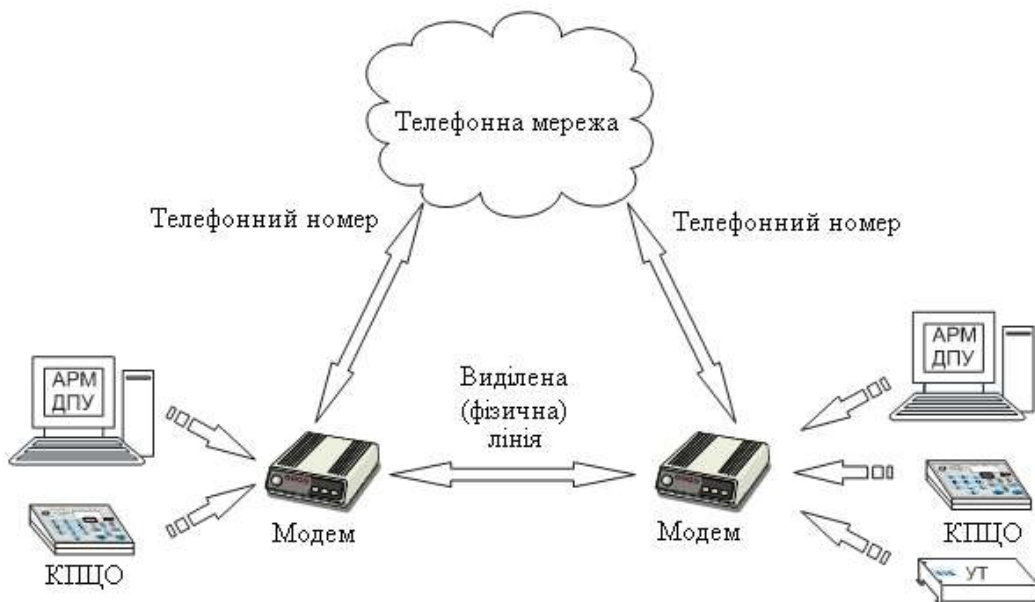 Телефонна мережа
Телефонний номер
Телефонний номер
АРМ
ДПУ
АРМ
ДПУ
Виділена
(фізична)
лінія
Модем
Модем
КПЦО
КПЦО
УТ